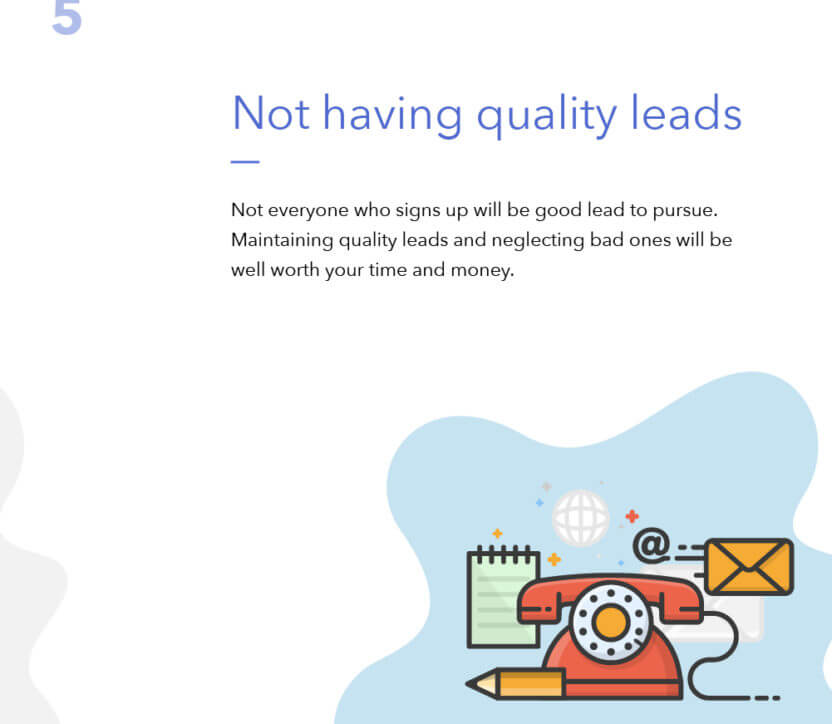 5
Not having quality leads
Not everyone who signs up will be good lead to pursue.
Maintaining quality leads and neglecting bad ones will be
well worth your time and money.
@